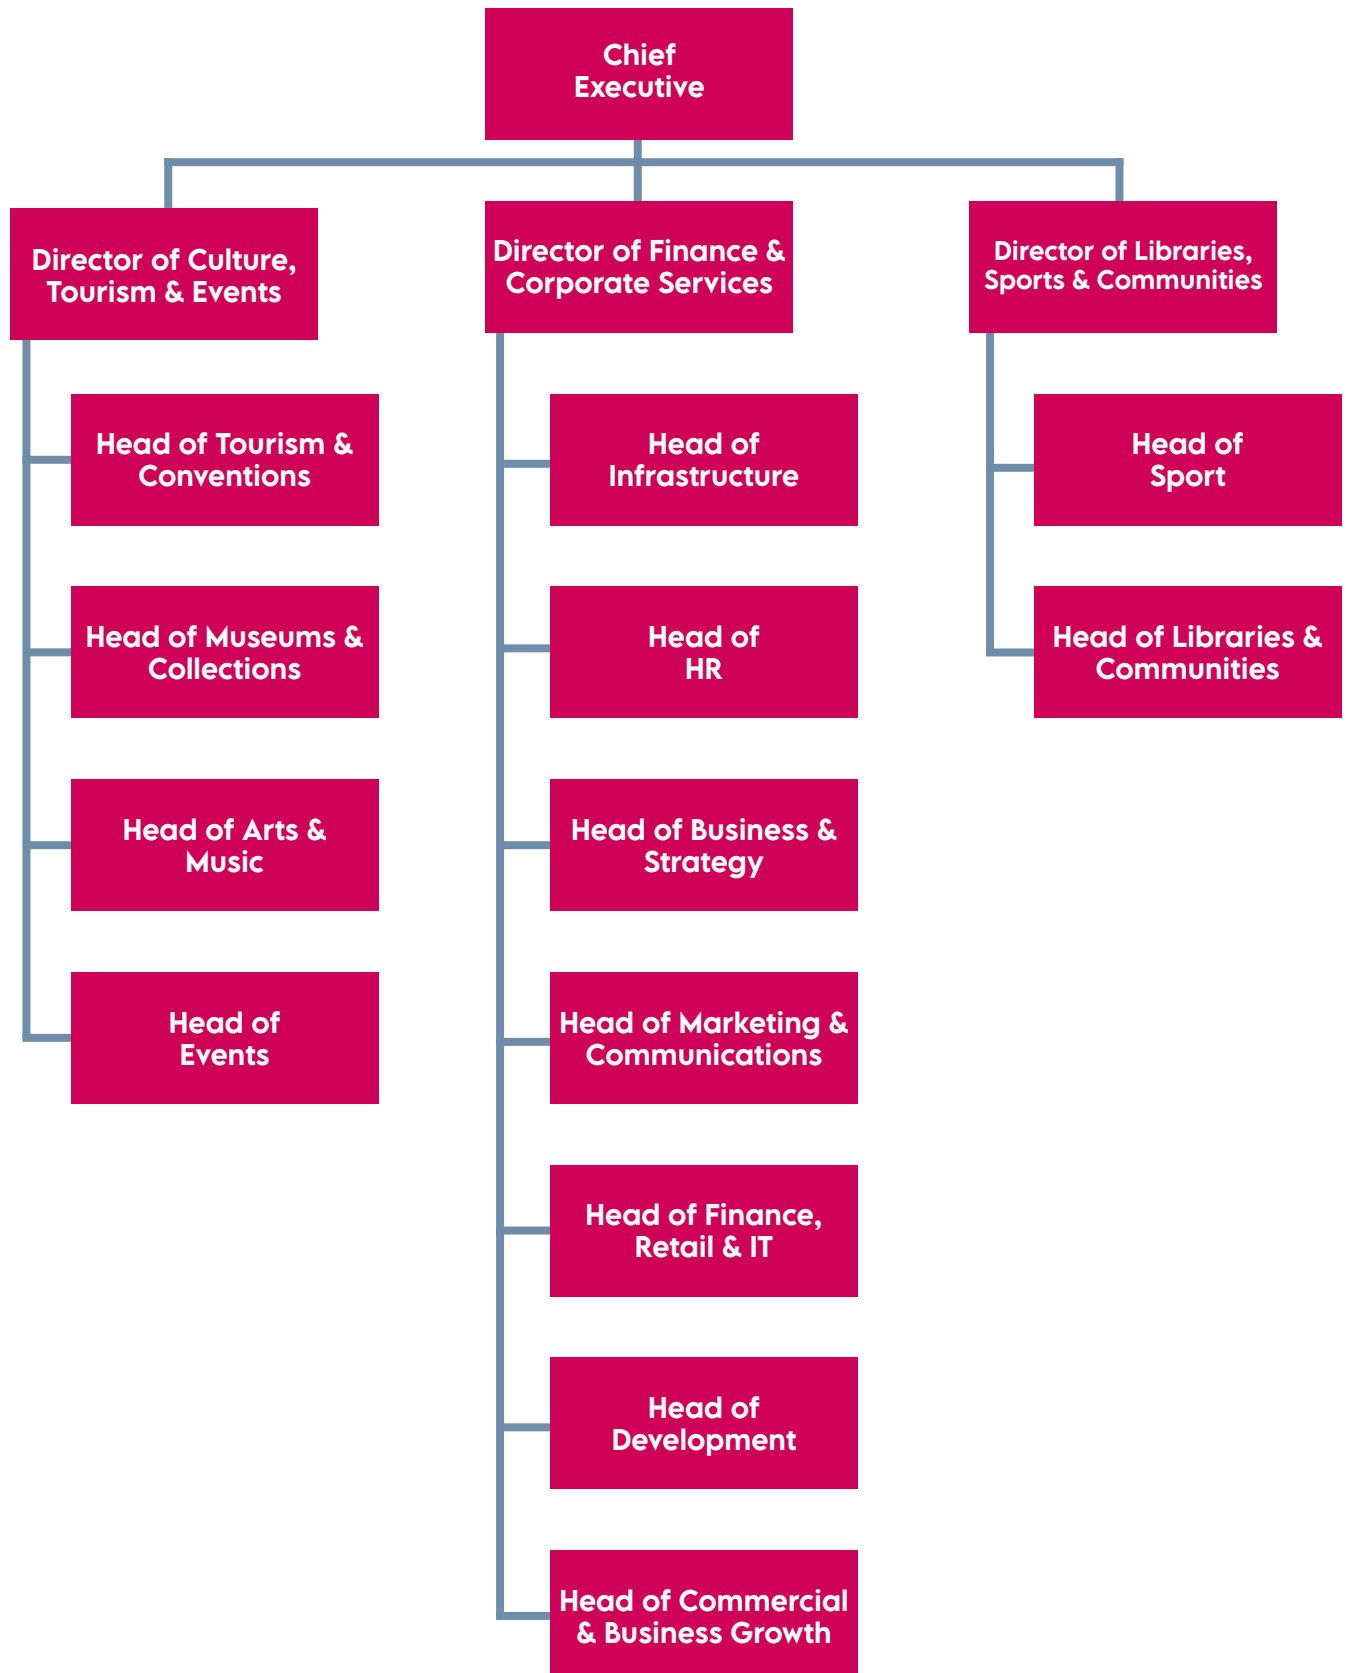 Chief
Executive
Director of Culture,
Tourism & Events
Director of Finance &
Corporate Services
Director of Libraries,
Sports & Communities
Head of Tourism &
Conventions
Head of Museums &
Collections
Head of Arts &
Music
Head of
Events
Head of
Infrastructure
Head of
HR
Head of Business &
Strategy
Head of Marketing &
Communications
Head of Finance,
Retail & IT
Head of
Development
Head of Commercial
& Business Growth
Head of
Sport
Head of Libraries &
Communities